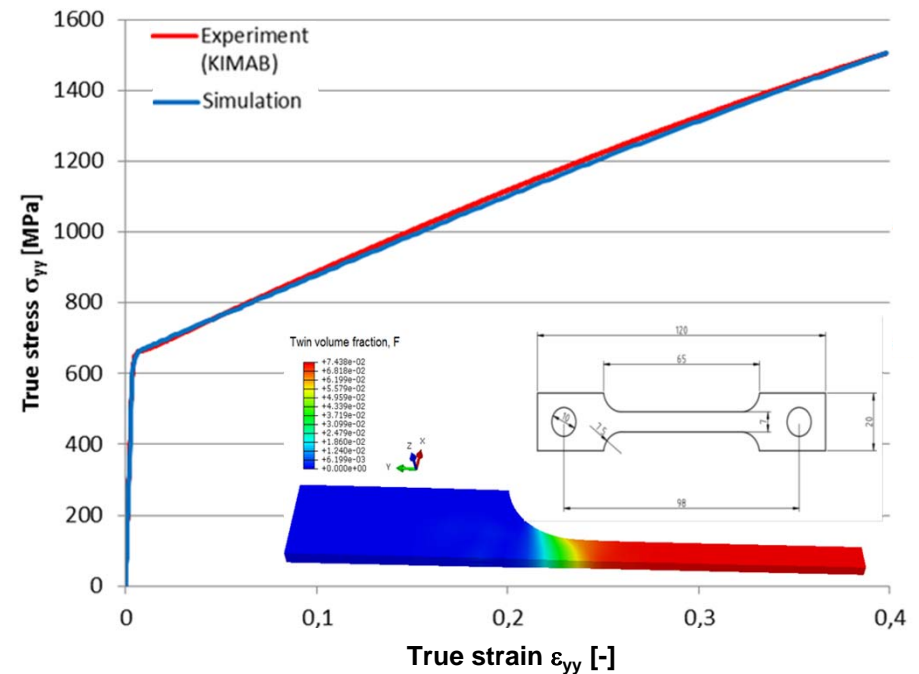 1600
1400
1200
1000
800
600
400
200
0
True stress σyy [MPa]
Experiment
(KIMAB)
Simulation
Twin volume fraction, F
+7.438e-02
+6.818e-02
+6.199e-02
+5.579e-02
+4.959e-02
+4.339e-02
+3.719e-02
+3.099e-02
+2.479e-02
+1.860e-02
+1.240e-02
+6.199e-03
+0.000e+00
Z
X
Y
120
65
10
7.5
7
20
98
0
0,1
0,2
0,3
0,4
True strain εyy [-]